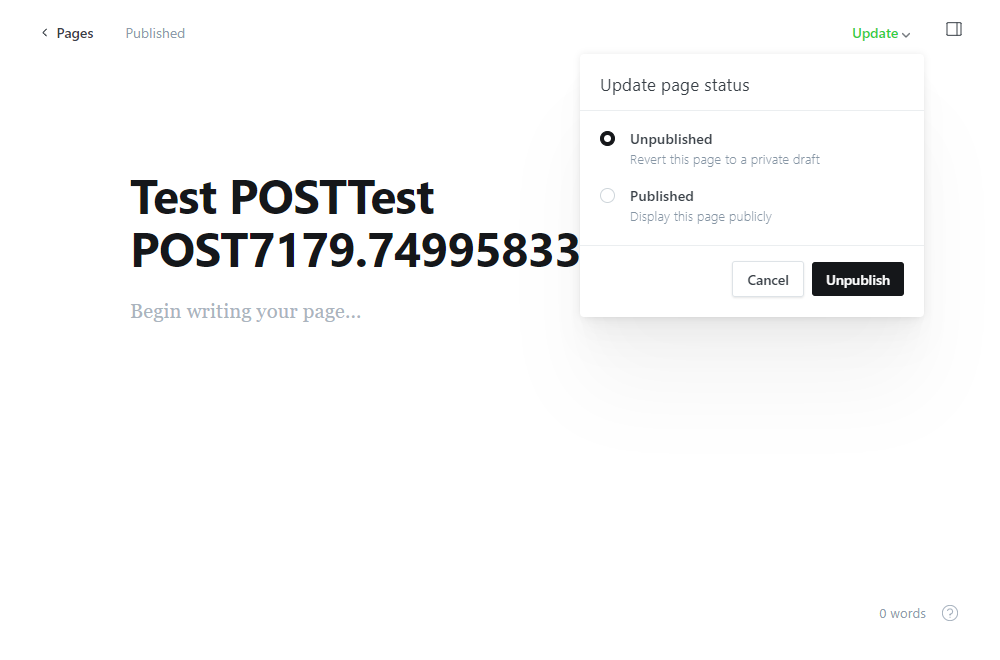 Pages
Published
Update
Update page status
Unpublished
Revert this page to a private draft
Published
Display this page publicly
Cancel
Unpublish
Test POSTTest
POST7179.74995833
Begin writing your page...
0 words
?